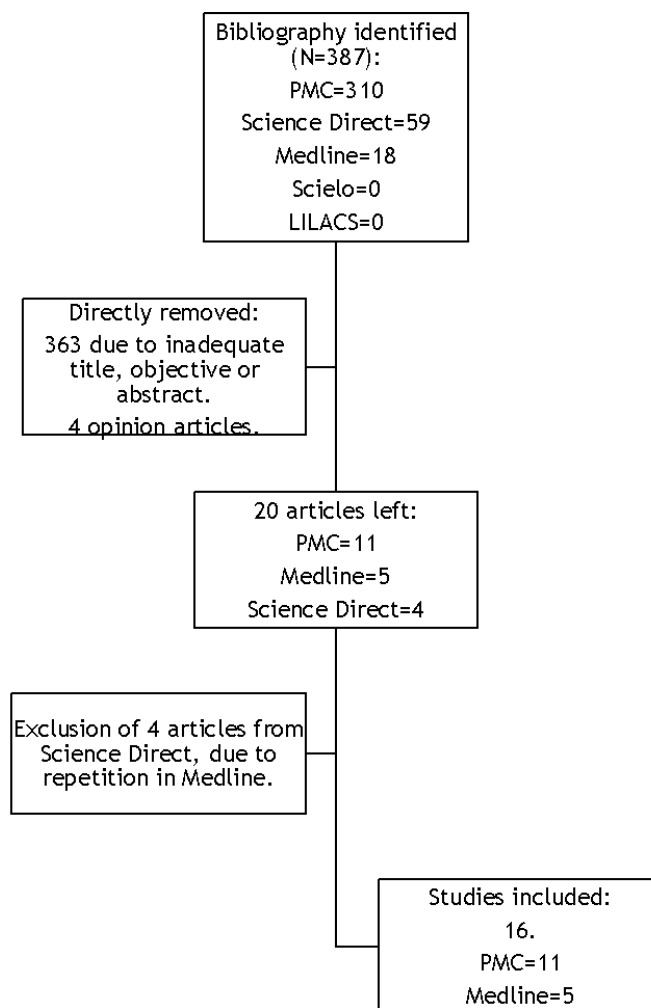 Bibliography identified
(N=387):
PMC=310
Science Direct=59
Medline=18
Scielo=0
LILACS=0
Directly removed:
363 due to inadequate
title, objective or
abstract.
4 opinion articles.
20 articles left:
PMC=11
Medline=5
Science Direct=4
Exclusion of 4 articles from
Science Direct, due to
repetition in Medline.
Studies included:
16.
PMC=11
Medline=5